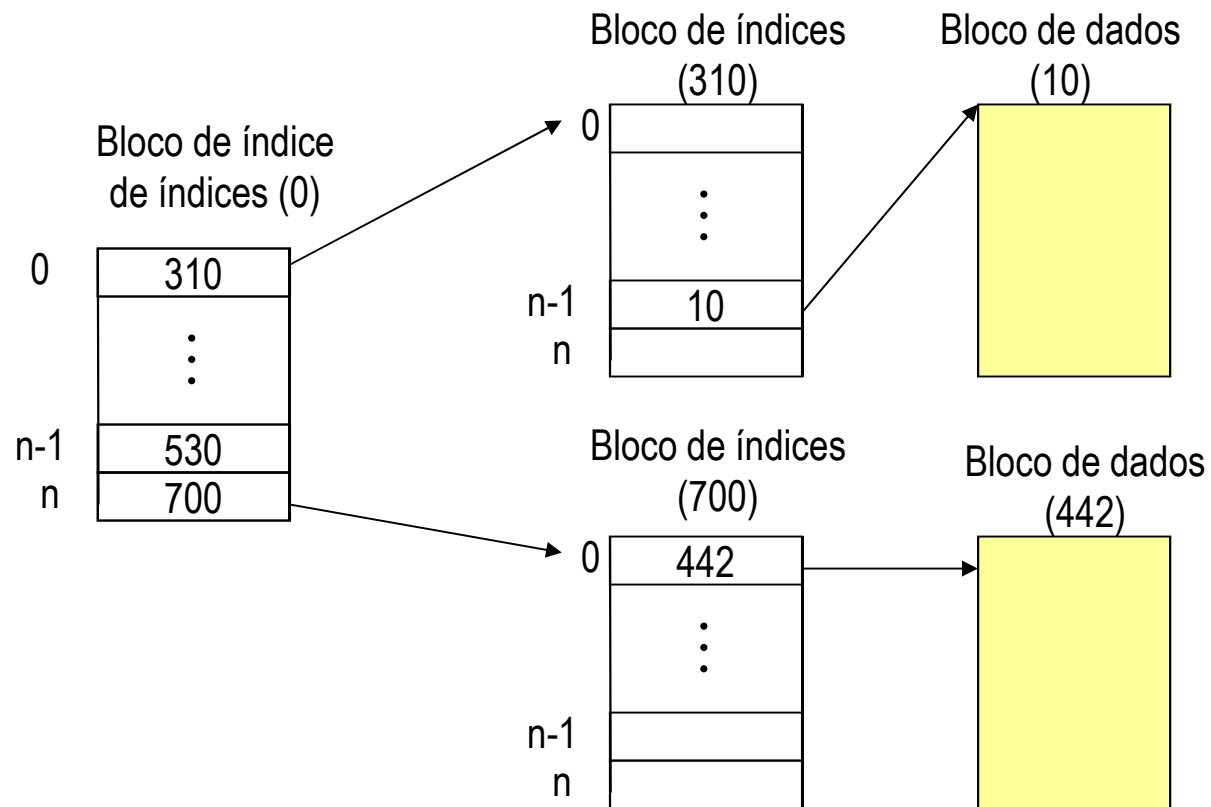 Bloco de índice
de índices (0)
0
310
⋮
n-1
530
n
700
Bloco de índices
(310)
0
⋮
n-1
10
n
Bloco de dados
(10)
Bloco de índices
(700)
0
442
⋮
n-1
n
Bloco de dados
(442)